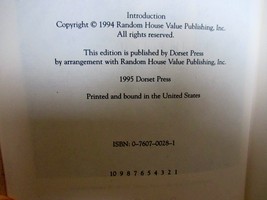 Introduction
Copyright © 1994 Random House Value Publishing, Inc.
All rights reserved.
This edition is published by Dorset Press
by arrangement with Random House Value Publishing, Inc.
1995 Dorset Press
Printed and bound in the United States
ISBN: 0-7607-0028-1
10 9 8 7 6 5 4 3 2 1